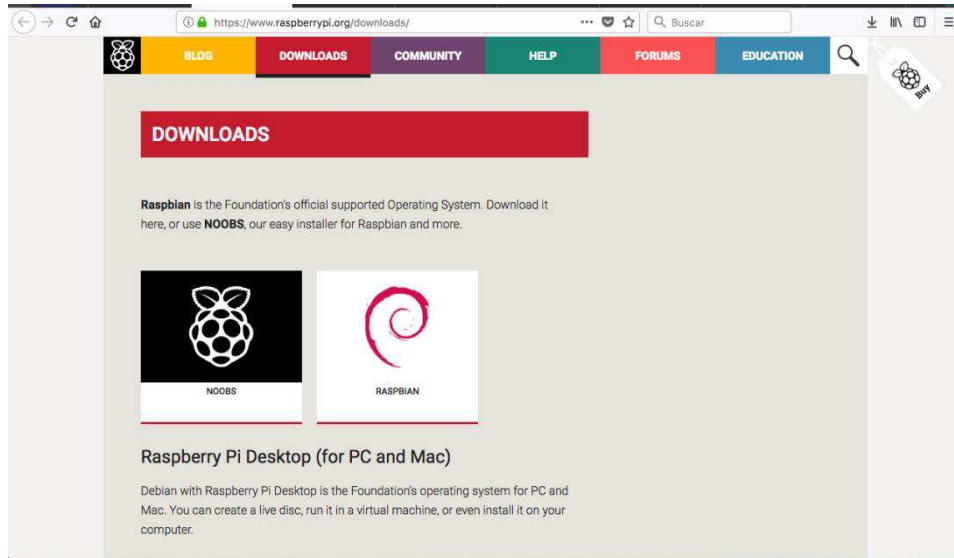 https://www.raspberrypi.org/downloads/
Buscar
BLOG
DOWNLOADS
COMMUNITY
HELP
FORUMS
EDUCATION
Buy
DOWNLOADS
Raspbian is the Foundation's official supported Operating System. Download it
here, or use NOOBS, our easy installer for Raspbian and more.
NOOBS
RASPBIAN
Raspberry Pi Desktop (for PC and Mac)
Debian with Raspberry Pi Desktop is the Foundation's operating system for PC and
Mac. You can create a live disc, run it in a virtual machine, or even install it on your
computer.